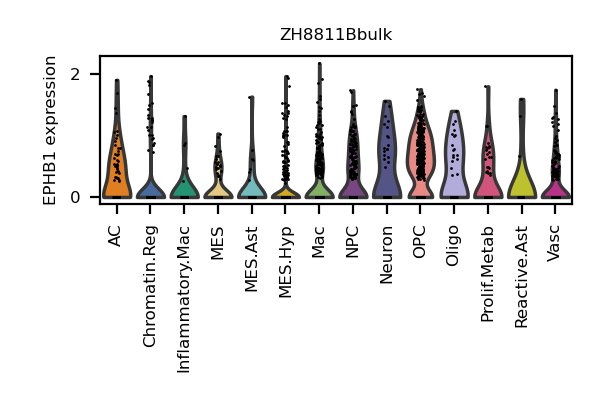 ZH8811Bbulk
EPHB1 expression
2
0
AC
Chromatin.Reg
Inflammatory.Mac
MES
MES.Ast
MES.Hyp
Mac
NPC
Neuron
OPC
Oligo
Prolif.Metab
Reactive.Ast
Vasc